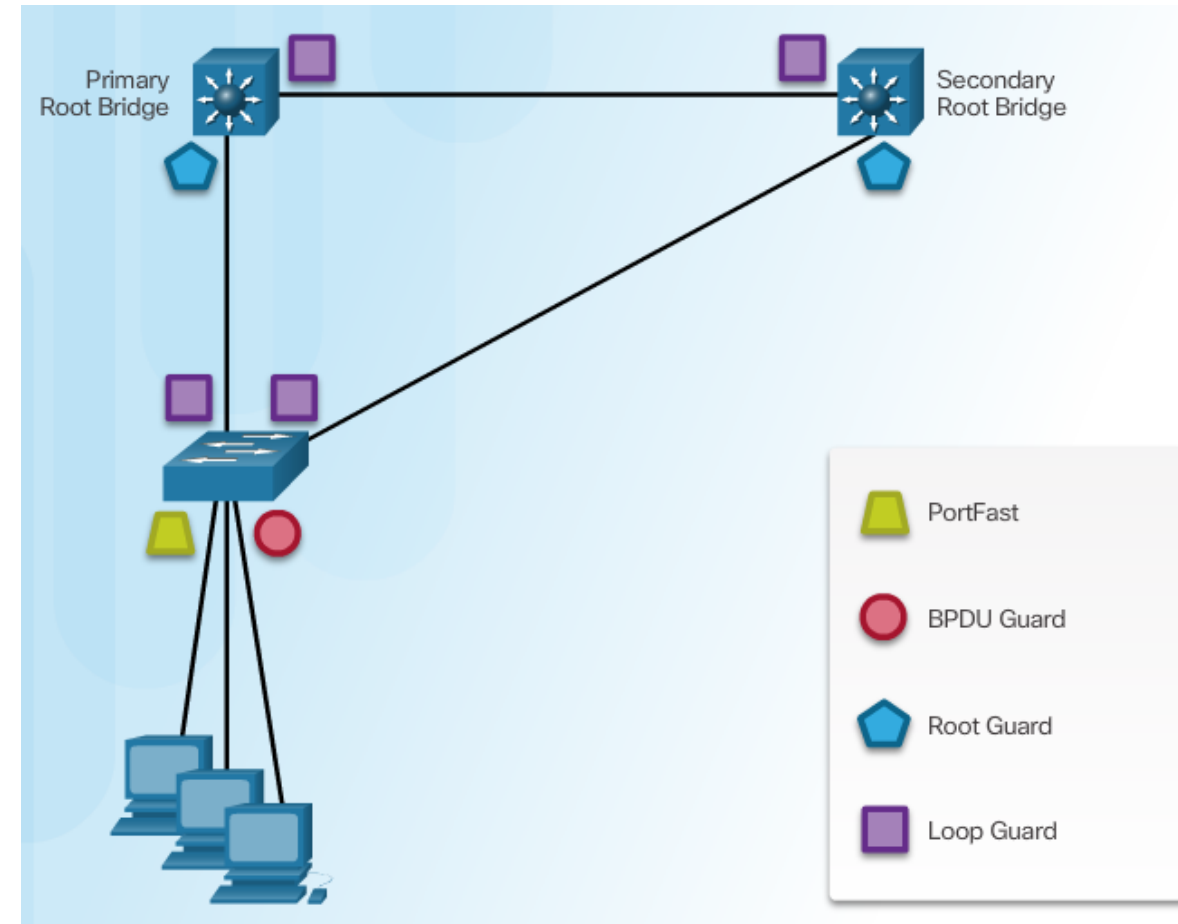 Primary
Root Bridge
Secondary
Root Bridge
PortFast
BPDU Guard
Root Guard
Loop Guard